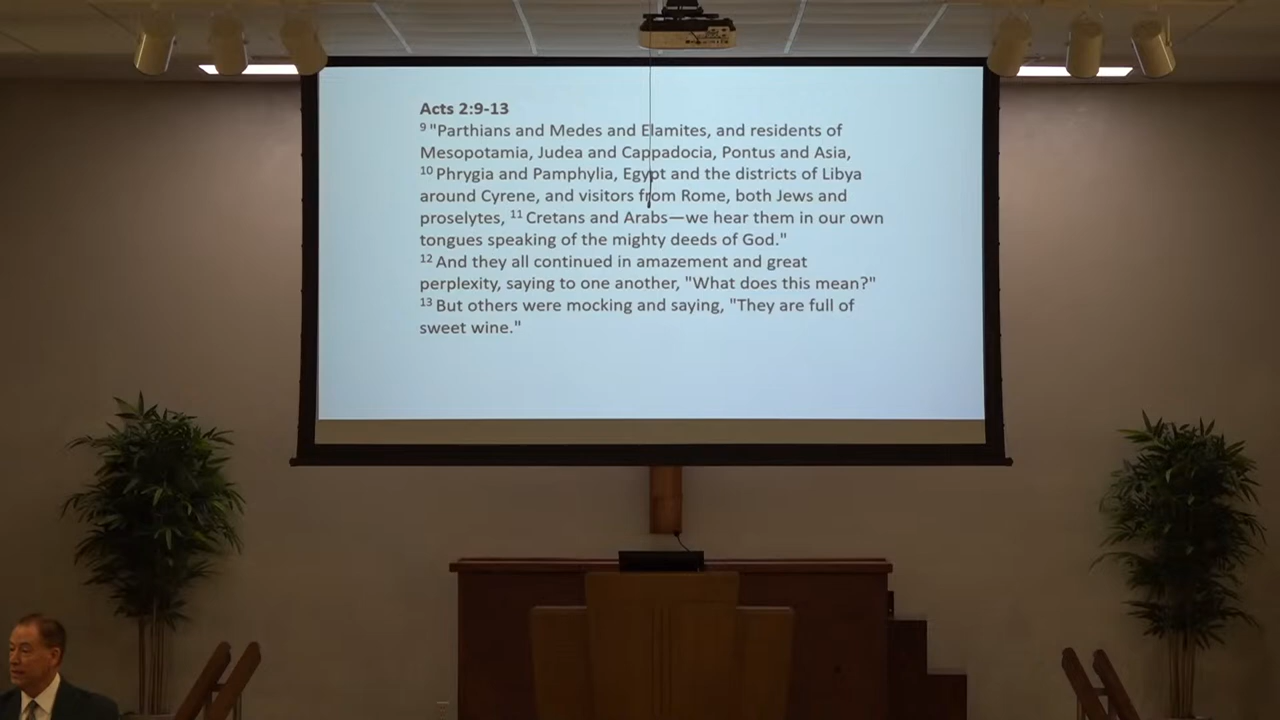 Acts 2:9-13
9 "Parthians and Medes and Elamites, and residents of
Mesopotamia, Judea and Cappadocia, Pontus and Asia,
10 Phrygia and Pamphylia, Egypt and the districts of Libya
around Cyrene, and visitors from Rome, both Jews and
proselytes, 11 Cretans and Arabs—we hear them in our own
tongues speaking of the mighty deeds of God."
12 And they all continued in amazement and great
perplexity, saying to one another, "What does this mean?"
13 But others were mocking and saying, "They are full of
sweet wine."